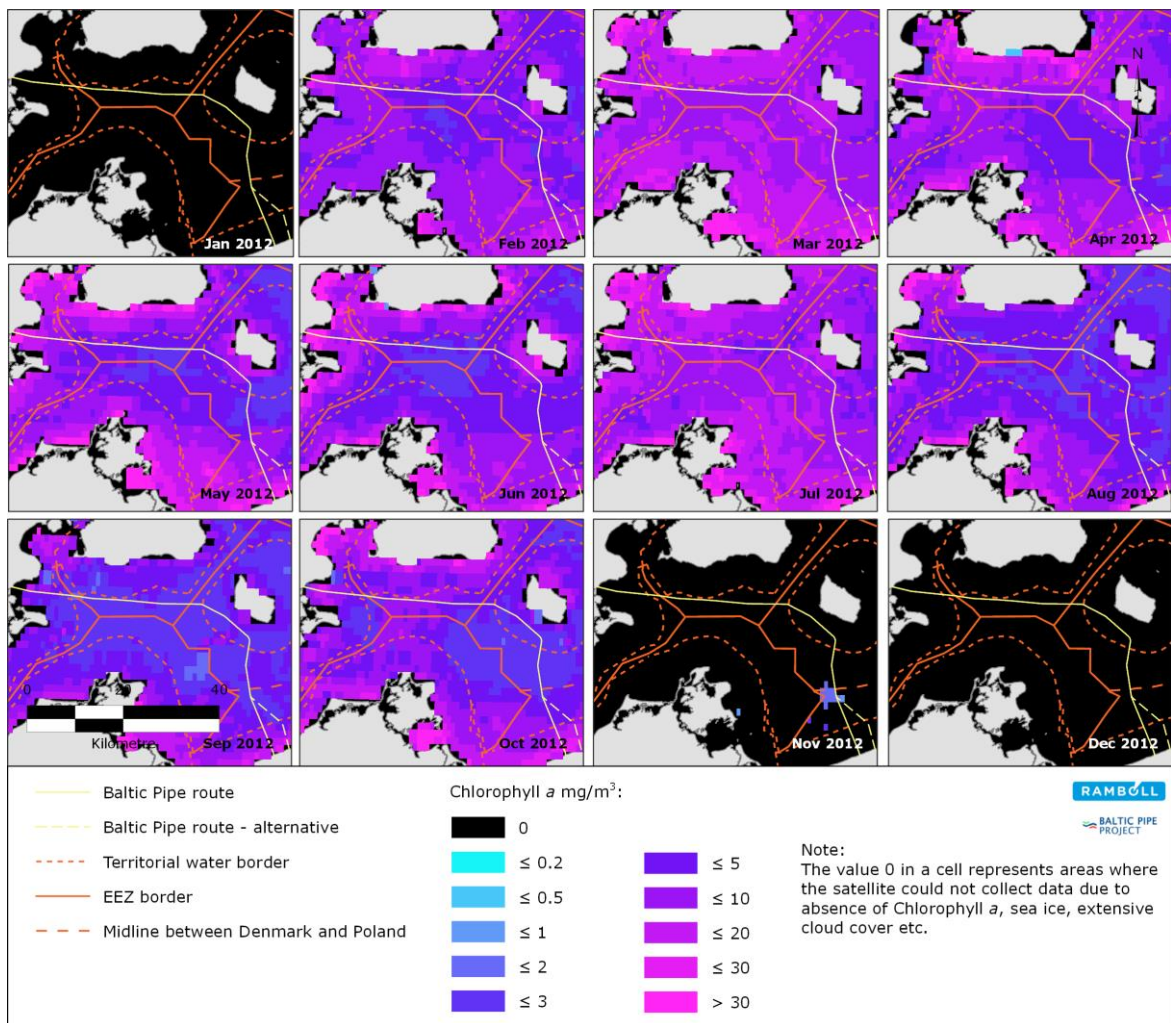 Jan 2012
Feb 2012
Mar 2012
N
Apr 2012
May 2012
Jun 2012
Jul 2012
Aug 2012
0 20 40
Kilometre
Sep 2012
Oct 2012
Nov 2012
Dec 2012
Baltic Pipe route
Baltic Pipe route - alternative
Territorial water border
EEZ border
Midline between Denmark and Poland
Chlorophyll a mg/m³:
0
≤ 0.2
≤ 0.5
≤ 1
≤ 2
≤ 3
≤ 5
≤ 10
≤ 20
≤ 30
> 30
RAMBOLL
BALTIC PIPE
PROJECT
Note:
The value 0 in a cell represents areas where
the satellite could not collect data due to
absence of Chlorophyll a, sea ice, extensive
cloud cover etc.